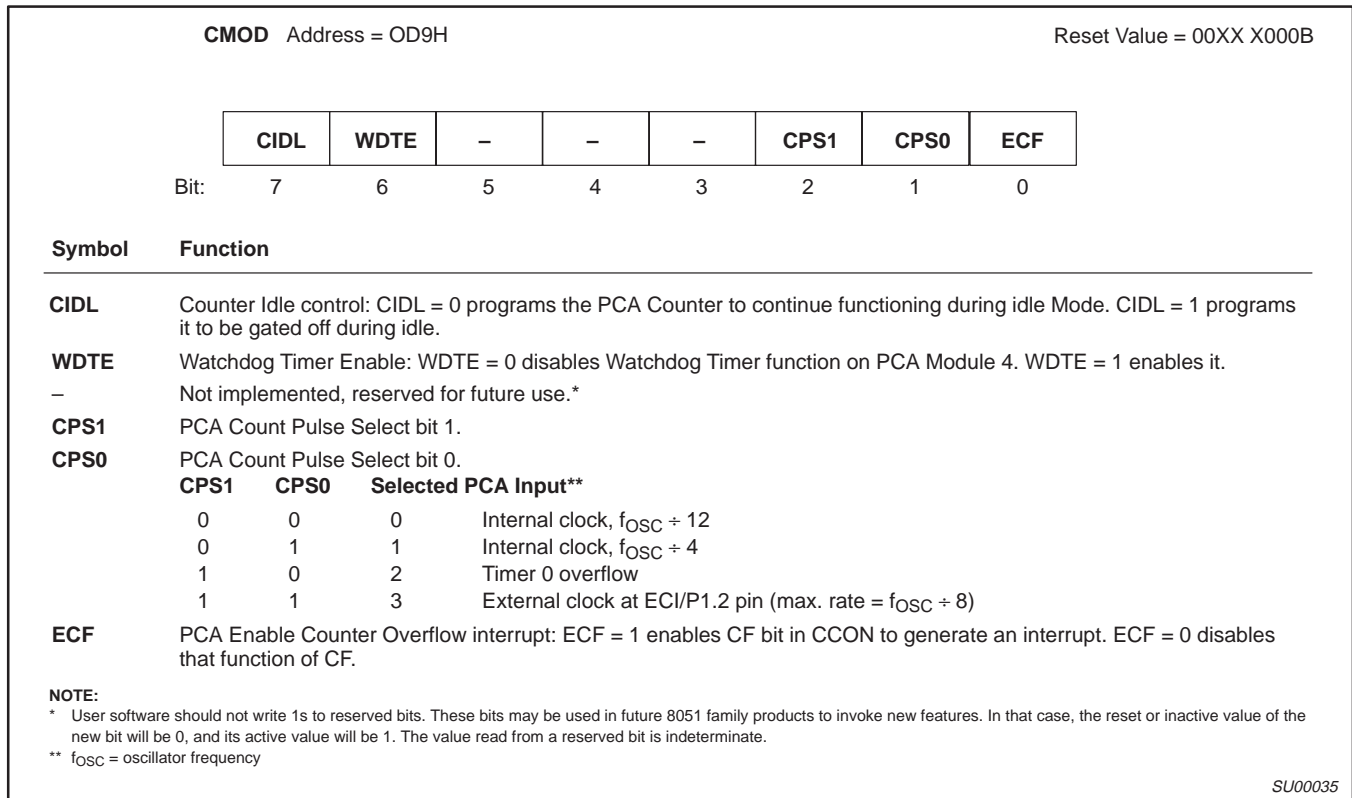 CMOD Address = OD9H Reset Value = 00XX X000B
CIDL WDTE – – – CPS1 CPS0 ECF
Bit: 7 6 5 4 3 2 1 0
Symbol Function
CIDL Counter Idle control: CIDL = 0 programs the PCA Counter to continue functioning during idle Mode. CIDL = 1 programs
it to be gated off during idle.
WDTE Watchdog Timer Enable: WDTE = 0 disables Watchdog Timer function on PCA Module 4. WDTE = 1 enables it.
– Not implemented, reserved for future use.*
CPS1 PCA Count Pulse Select bit 1.
CPS0 PCA Count Pulse Select bit 0.
CPS1 CPS0 Selected PCA Input**
0 0 0 Internal clock, fOSC ÷ 12
0 1 1 Internal clock, fOSC ÷ 4
1 0 2 Timer 0 overflow
1 1 3 External clock at ECI/P1.2 pin (max. rate = fOSC ÷ 8)
ECF PCA Enable Counter Overflow interrupt: ECF = 1 enables CF bit in CCON to generate an interrupt. ECF = 0 disables
that function of CF.
NOTE:
* User software should not write 1s to reserved bits. These bits may be used in future 8051 family products to invoke new features. In that case, the reset or inactive value of the
new bit will be 0, and its active value will be 1. The value read from a reserved bit is indeterminate.
** fOSC = oscillator frequency
SU00035